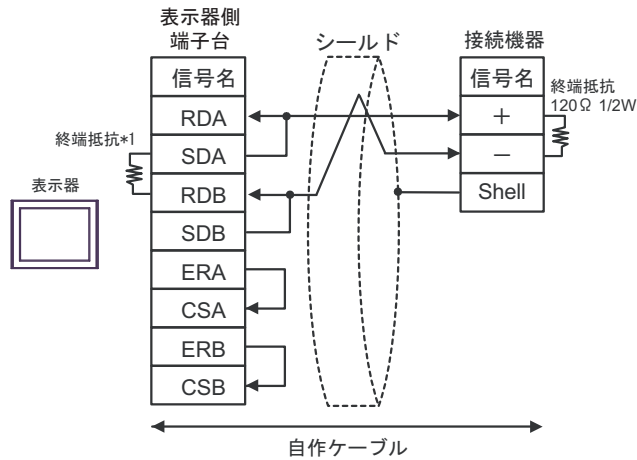 表示器側
端子台
シールド
接続機器
信号名
信号名
終端抵抗
120Ω 1/2W
RDA
+
終端抵抗*1
SDA
−
表示器
RDB
Shell
SDB
ERA
CSA
ERB
CSB
自作ケーブル